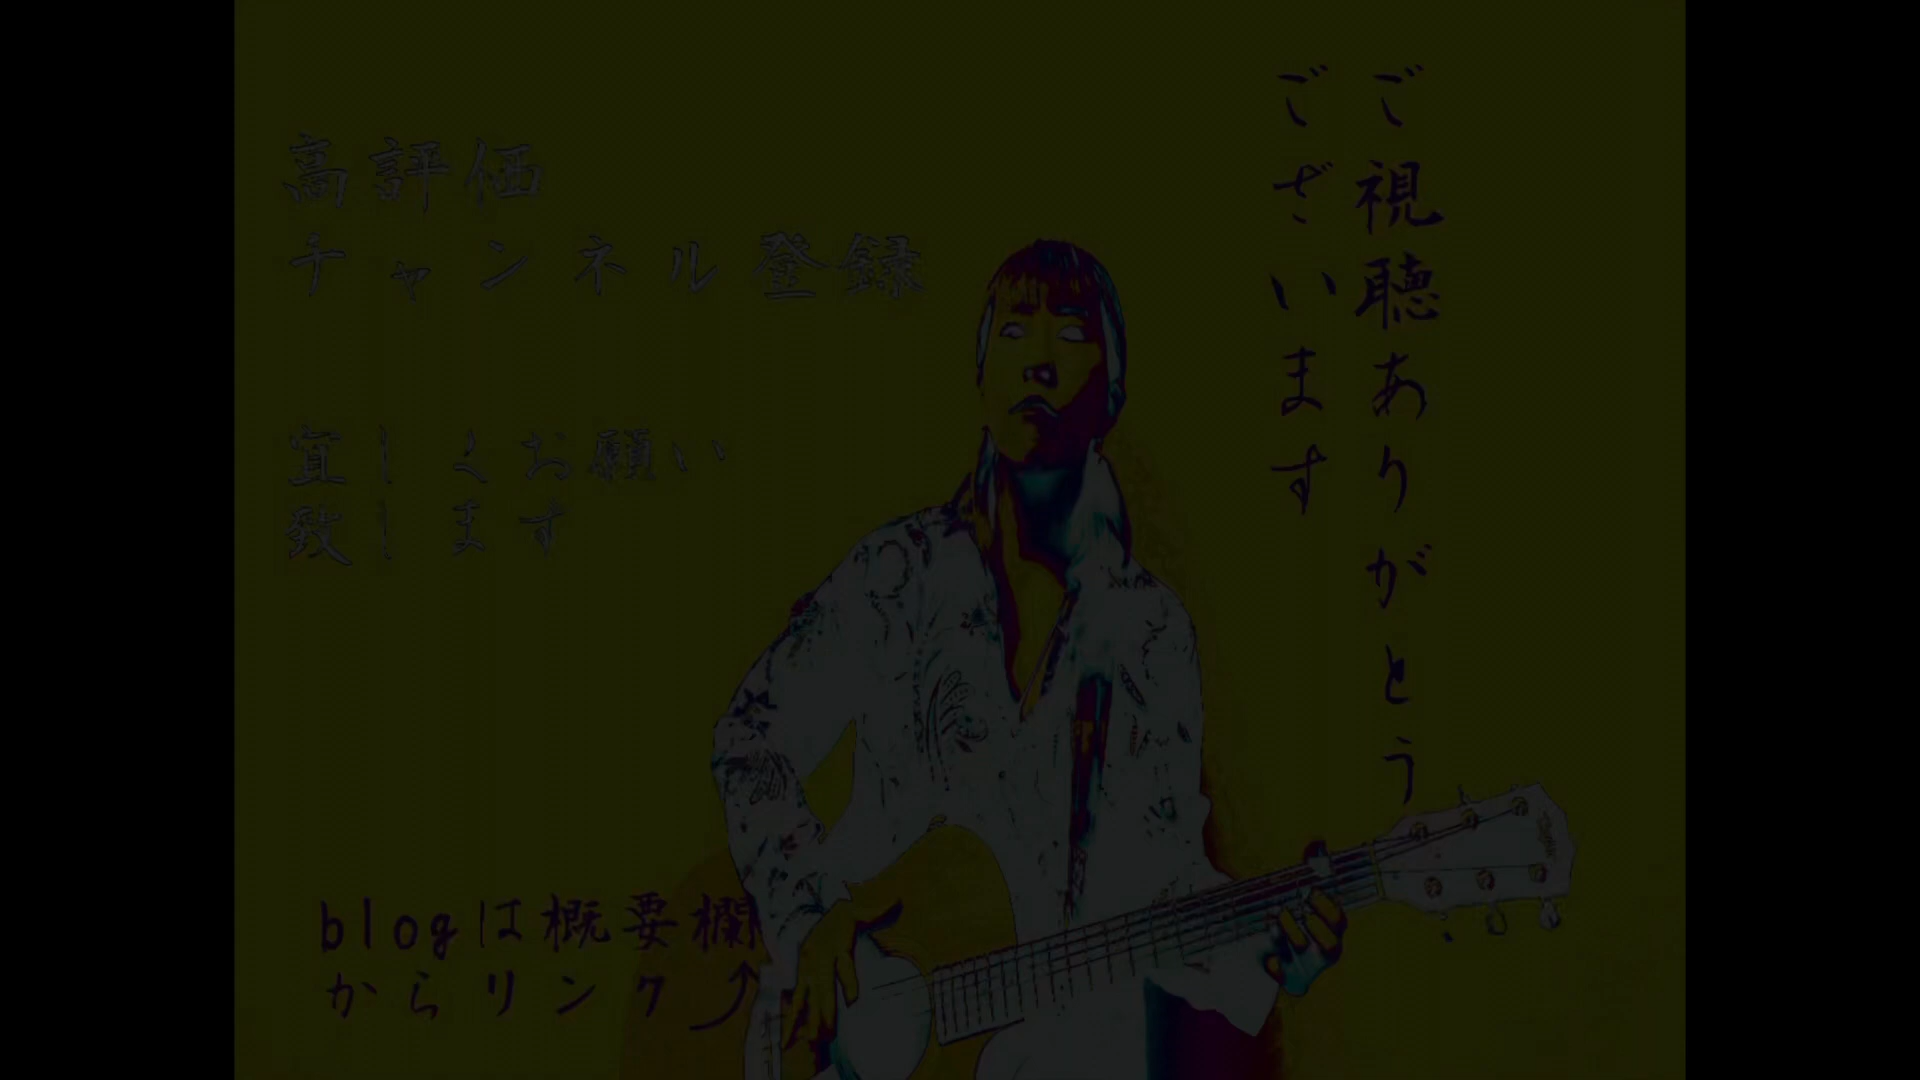 ご視聴ありがとう
ございます
高評価
チャンネル登録
宜しくお願い
致します
blogは概要欄
からリンク⤴